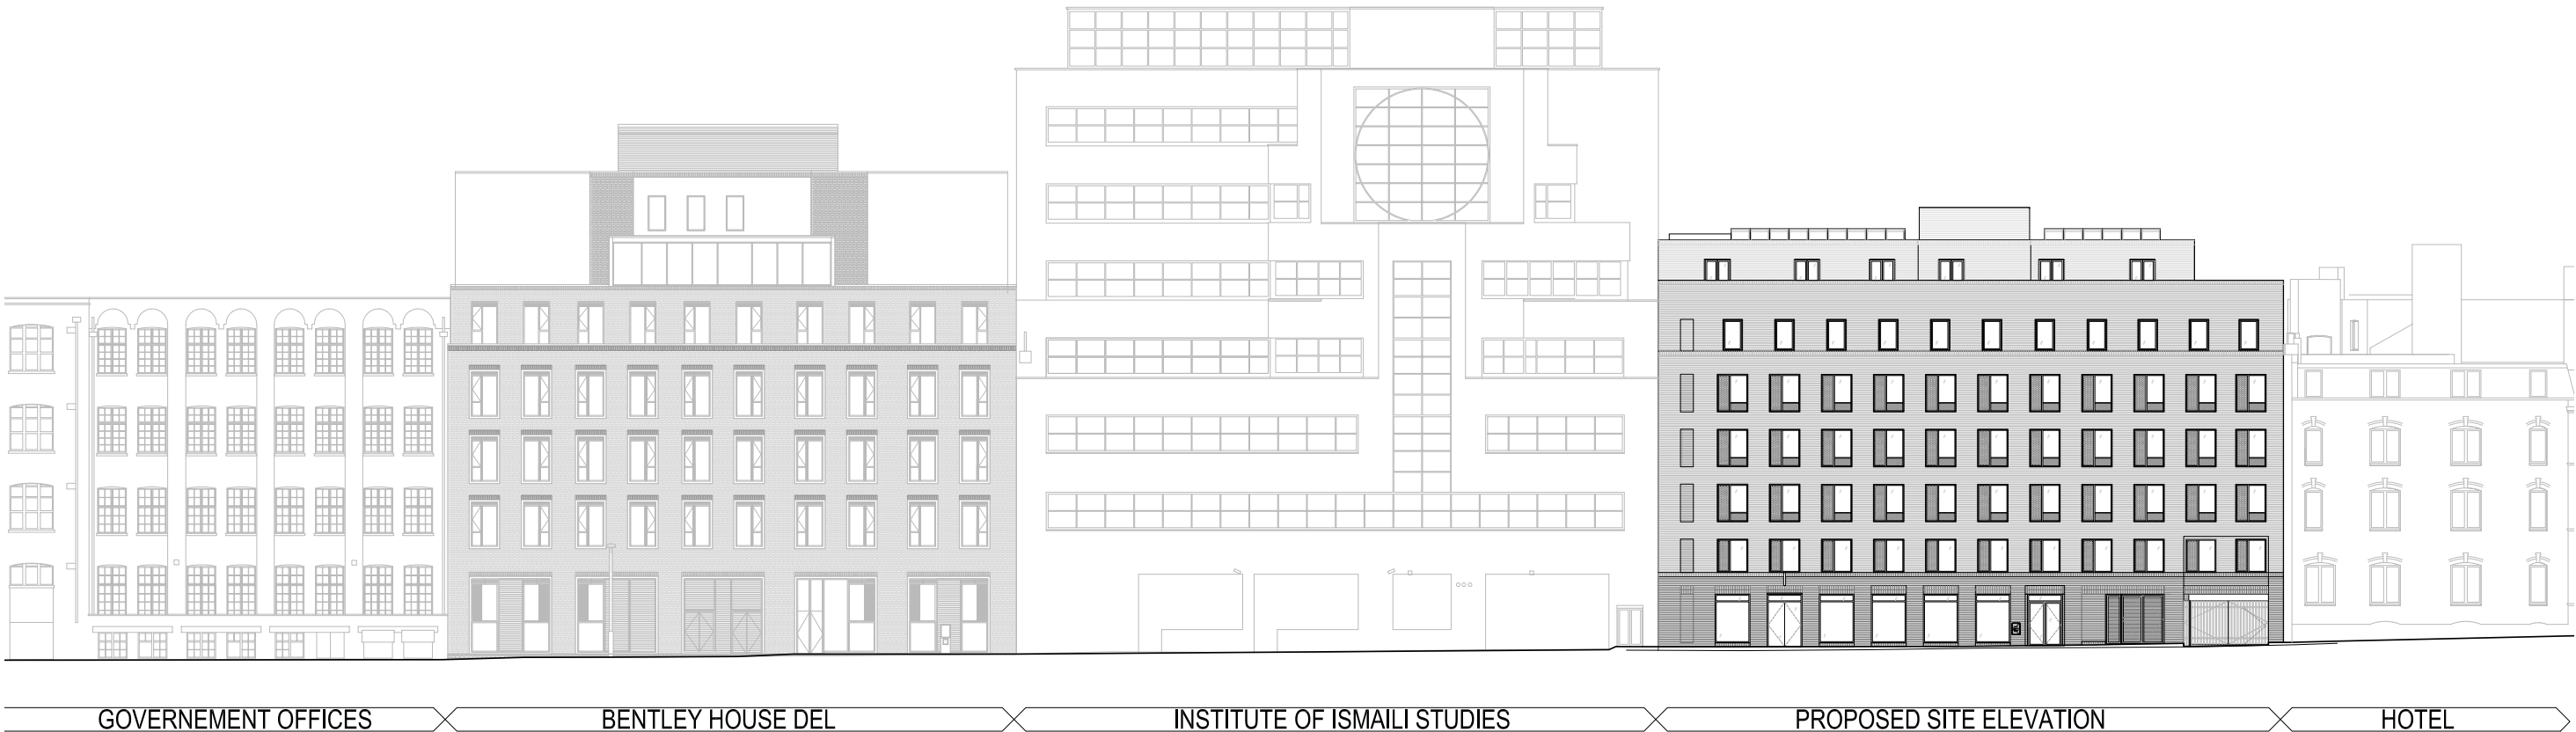 GOVERNEMENT OFFICES
BENTLEY HOUSE DEL
INSTITUTE OF ISMAILI STUDIES
PROPOSED SITE ELEVATION
HOTEL